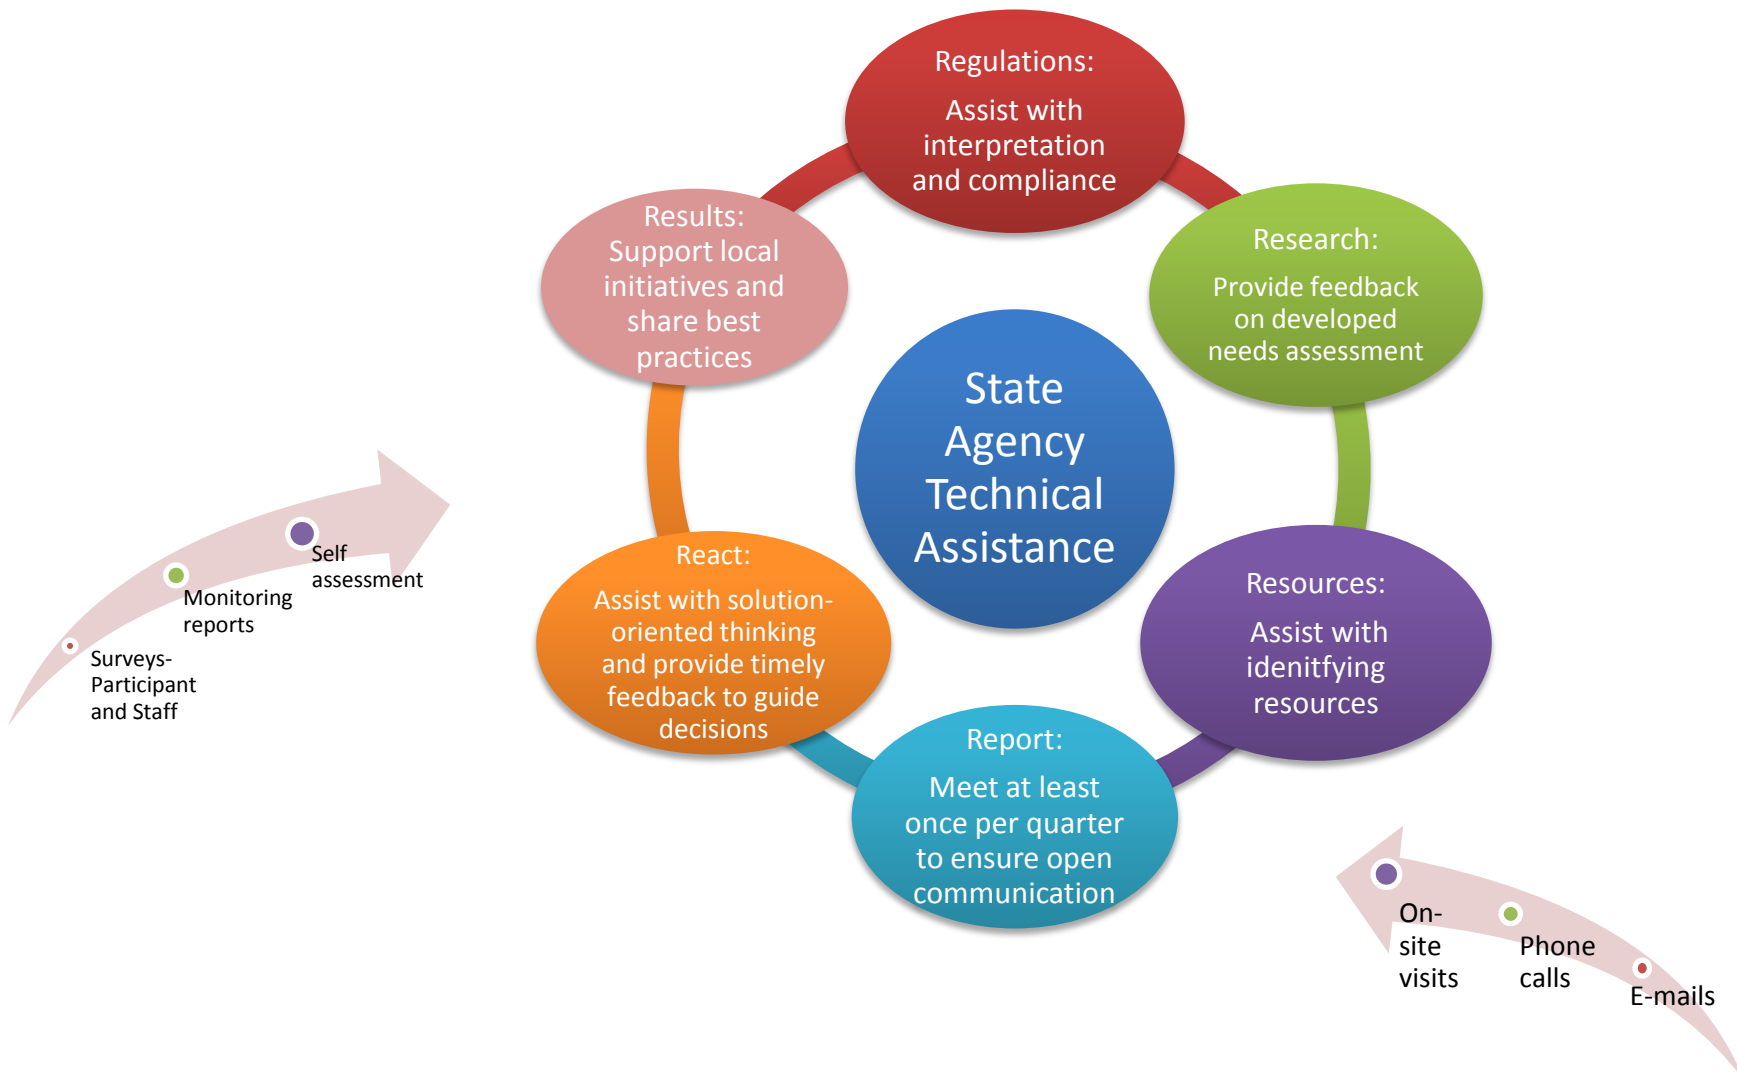 Regulations:
Assist with
interpretation
and compliance
Research:
Provide feedback
on developed
needs assessment
Resources:
Assist with
idenitfying
resources
Report:
Meet at least
once per quarter
to ensure open
communication
React:
Assist with solution-
oriented thinking
and provide timely
feedback to guide
decisions
Results:
Support local
initiatives and
share best
practices
State
Agency
Technical
Assistance
Surveys-
Participant
and Staff
Monitoring
reports
Self
assessment
On-
site
visits
Phone
calls
E-mails